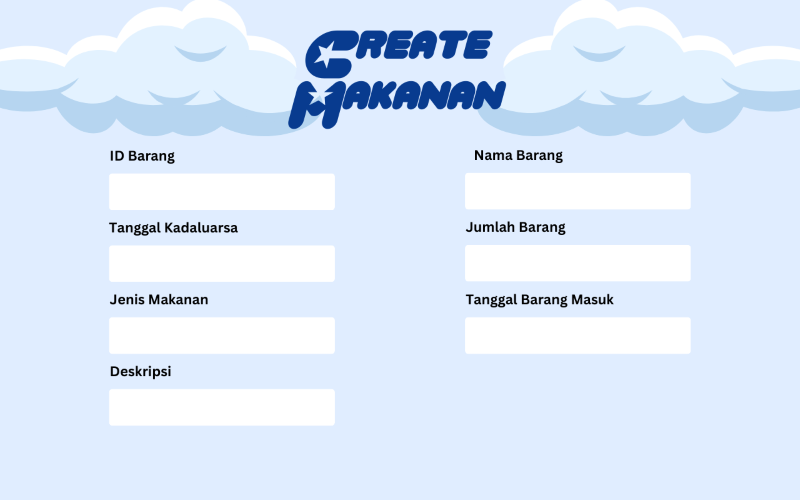 CREATE
MAKANAN
ID Barang
Nama Barang
Tanggal Kadaluarsa
Jumlah Barang
Jenis Makanan
Tanggal Barang Masuk
Deskripsi